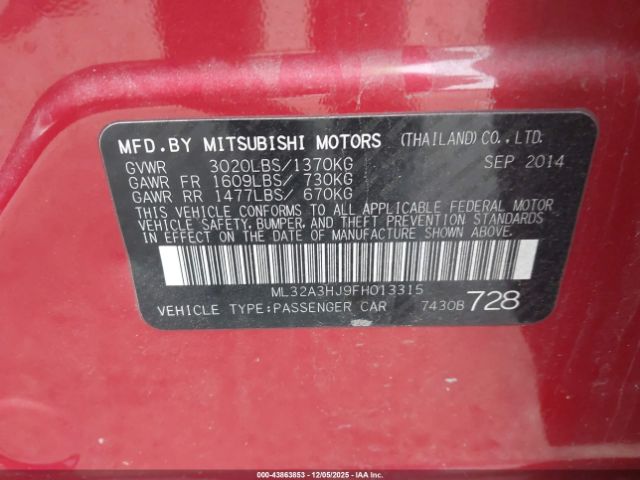 MFD.BY MITSUBISHI MOTORS (THAILAND)CO.,LTD.
GVWR 3020LBS/1370KG SEP 2014
GAWR FR 1609LBS/ 730KG
GAWR RR 1477LBS/ 670KG
THIS VEHICLE CONFORMS TO ALL APPLICABLE FEDERAL MOTOR
VEHICLE SAFETY, BUMPER, AND THEFT PREVENTION STANDARDS
IN EFFECT ON THE DATE OF MANUFACTURE SHOWN ABOVE.
ML32A3HJ9FH013315
VEHICLE TYPE:PASSENGER CAR 7430B 728
000-43863853 - 12/05/2025 - IAAI.COM